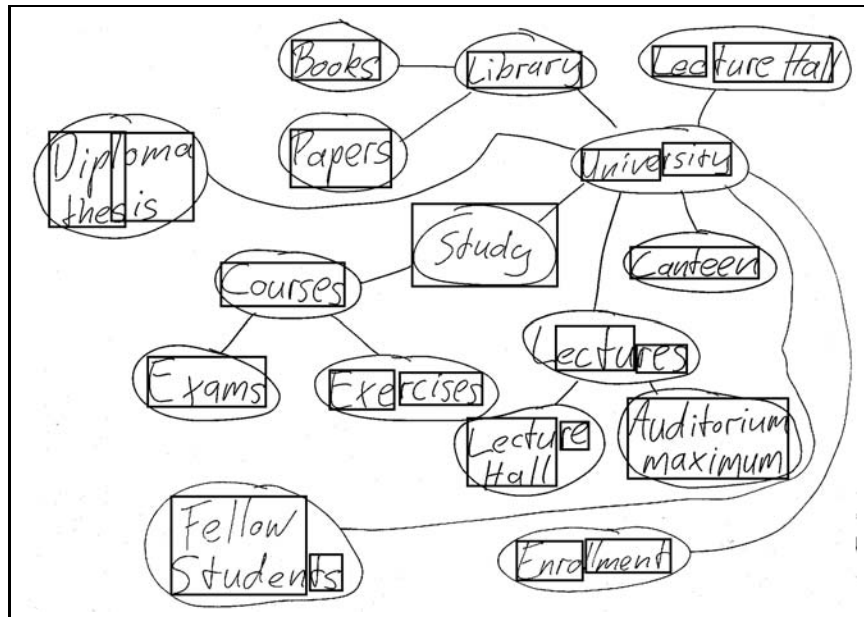 Books
Library
Lecture Hall
Diploma
thesis
Papers
University
Study
Canteen
Courses
Lectures
Exams
Exercises
Lecture
Hall
Auditorium
maximum
Fellow
Students
Enrollment